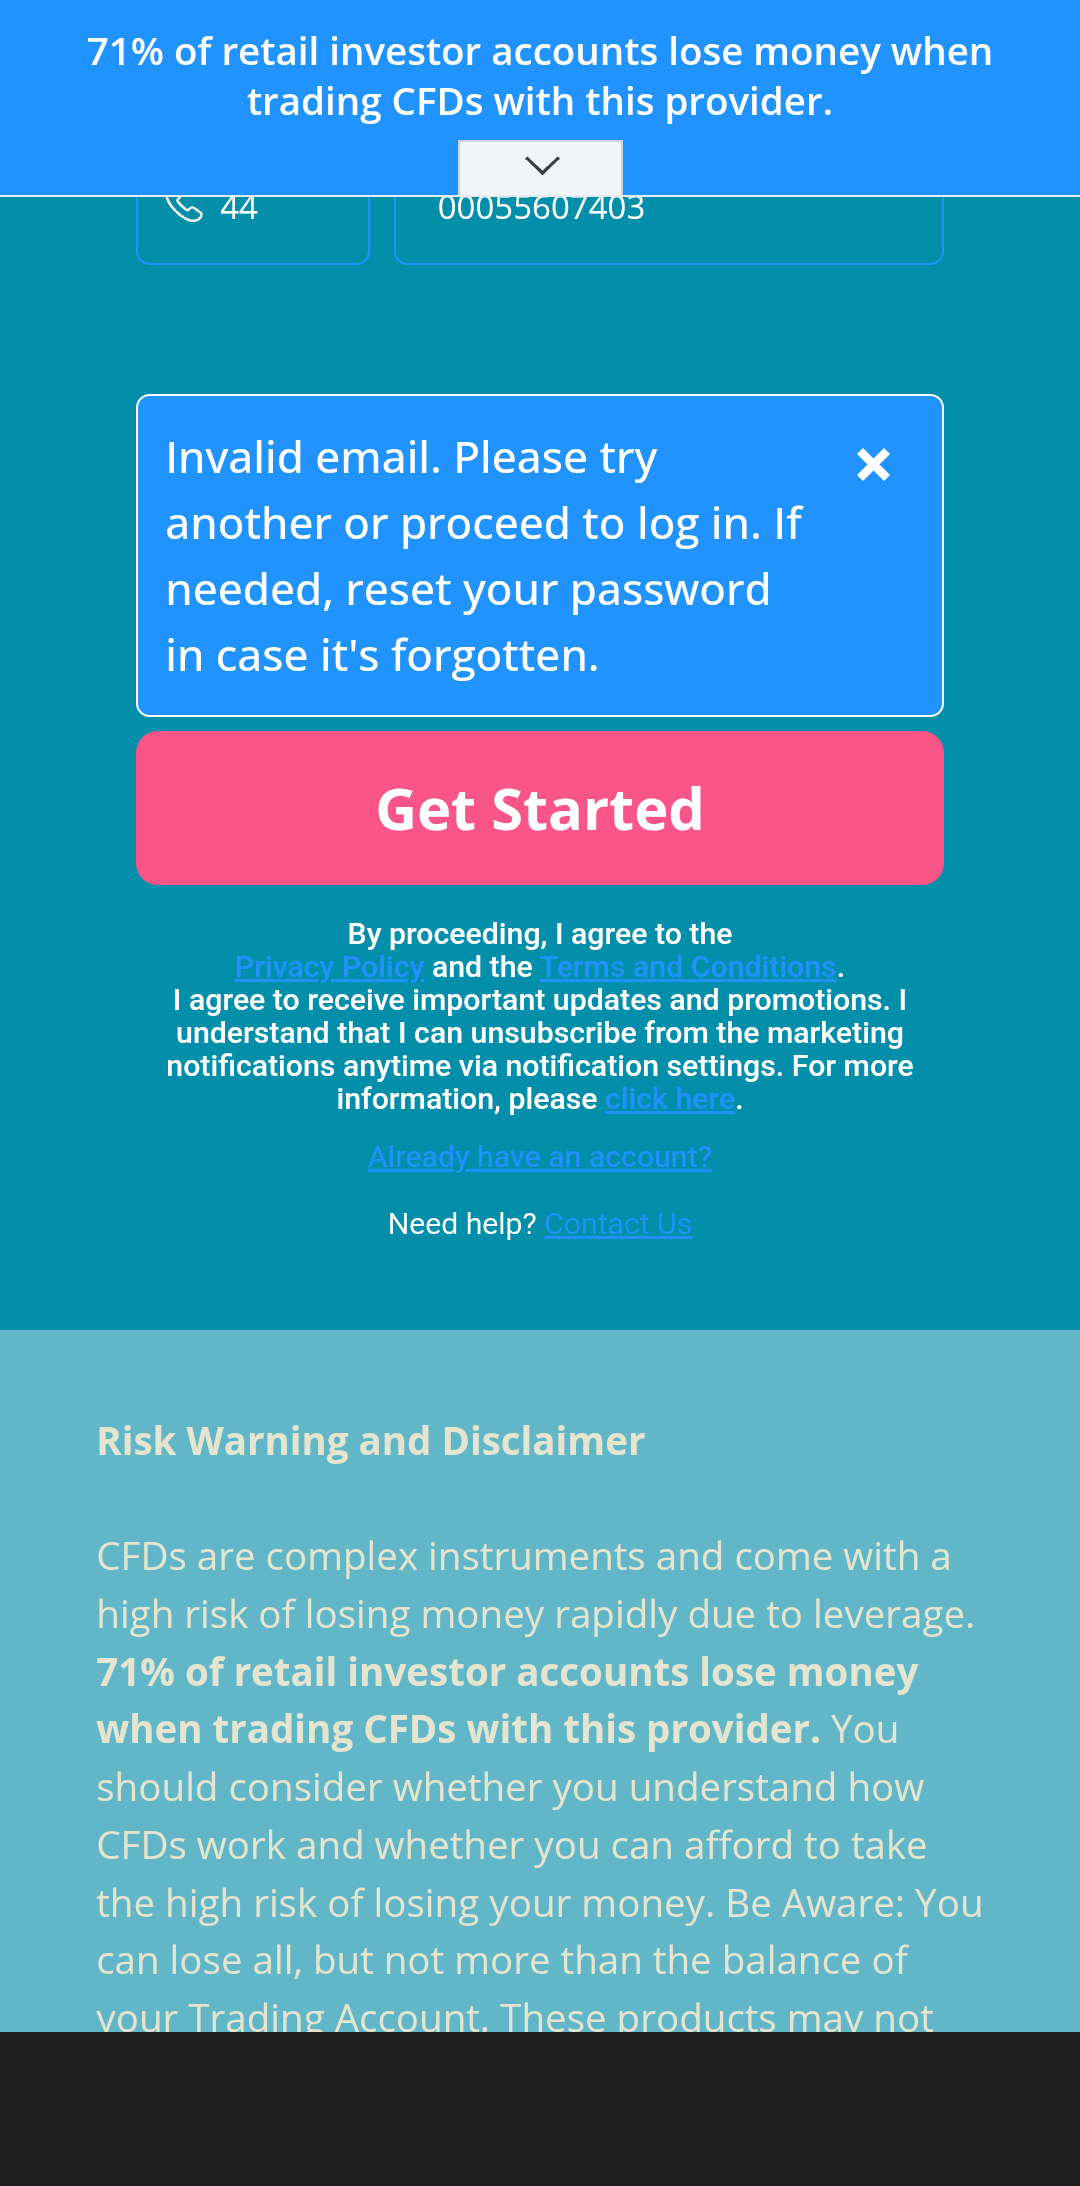 71% of retail investor accounts lose money when
trading CFDs with this provider.
44
00055607403
Invalid email. Please try
another or proceed to log in. If
needed, reset your password
in case it's forgotten.
Get Started
By proceeding, I agree to the
Privacy Policy and the Terms and Conditions.
I agree to receive important updates and promotions. I
understand that I can unsubscribe from the marketing
notifications anytime via notification settings. For more
information, please click here.
Already have an account?
Need help? Contact Us
Risk Warning and Disclaimer
CFDs are complex instruments and come with a
high risk of losing money rapidly due to leverage.
71% of retail investor accounts lose money
when trading CFDs with this provider. You
should consider whether you understand how
CFDs work and whether you can afford to take
the high risk of losing your money. Be Aware: You
can lose all, but not more than the balance of
your Trading Account. These products may not